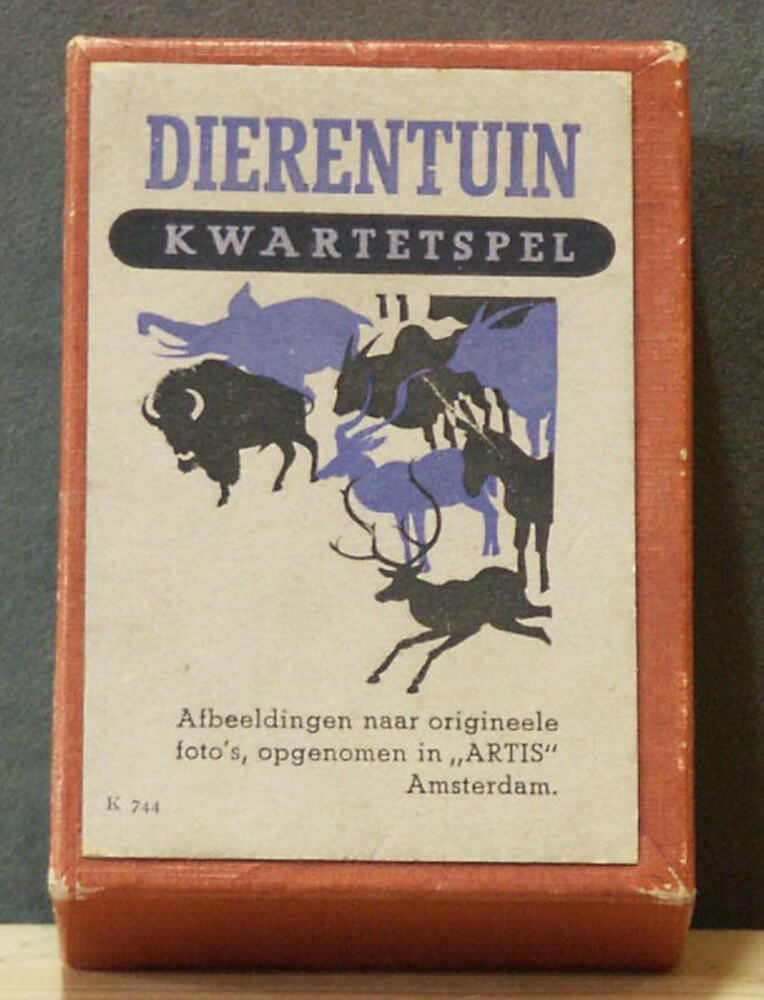 DIERENTUIN
KWARTETSPEL
Afbeeldingen naar origineele
foto's, opgenomen in „ARTIS“
Amsterdam.
K 744